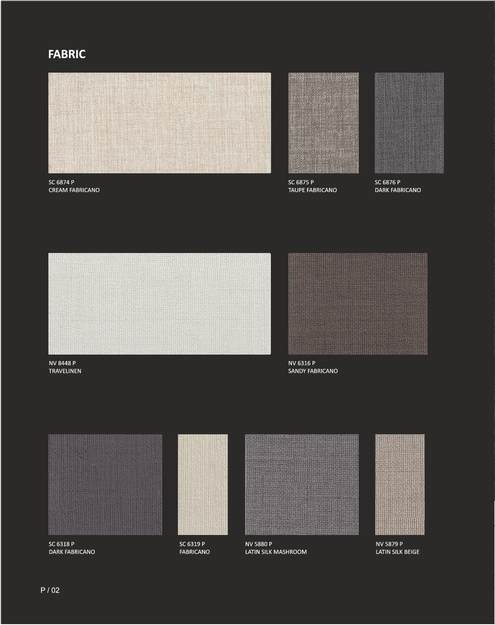 FABRIC
SC 6874 P
CREAM FABRICANO
SC 6875 P
TAUPE FABRICANO
SC 6876 P
DARK FABRICANO
NV 8448 P
TRAVELINEN
NV 6316 P
SANDY FABRICANO
SC 6318 P
DARK FABRICANO
SC 6319 P
FABRICANO
NV 5880 P
LATIN SILK MASHROOM
NV 5879 P
LATIN SILK BEIGE
P / 02